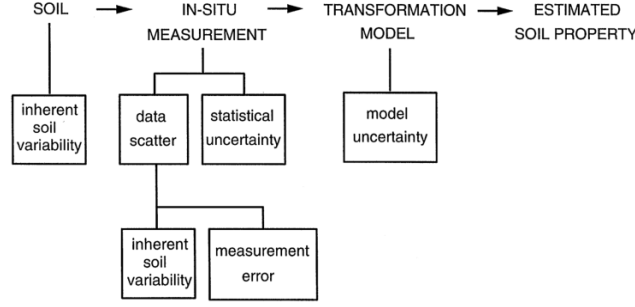 SOIL
IN-SITU
MEASUREMENT
TRANSFORMATION
MODEL
ESTIMATED
SOIL PROPERTY
inherent
soil
variability
data
scatter
statistical
uncertainty
model
uncertainty
inherent
soil
variability
measurement
error